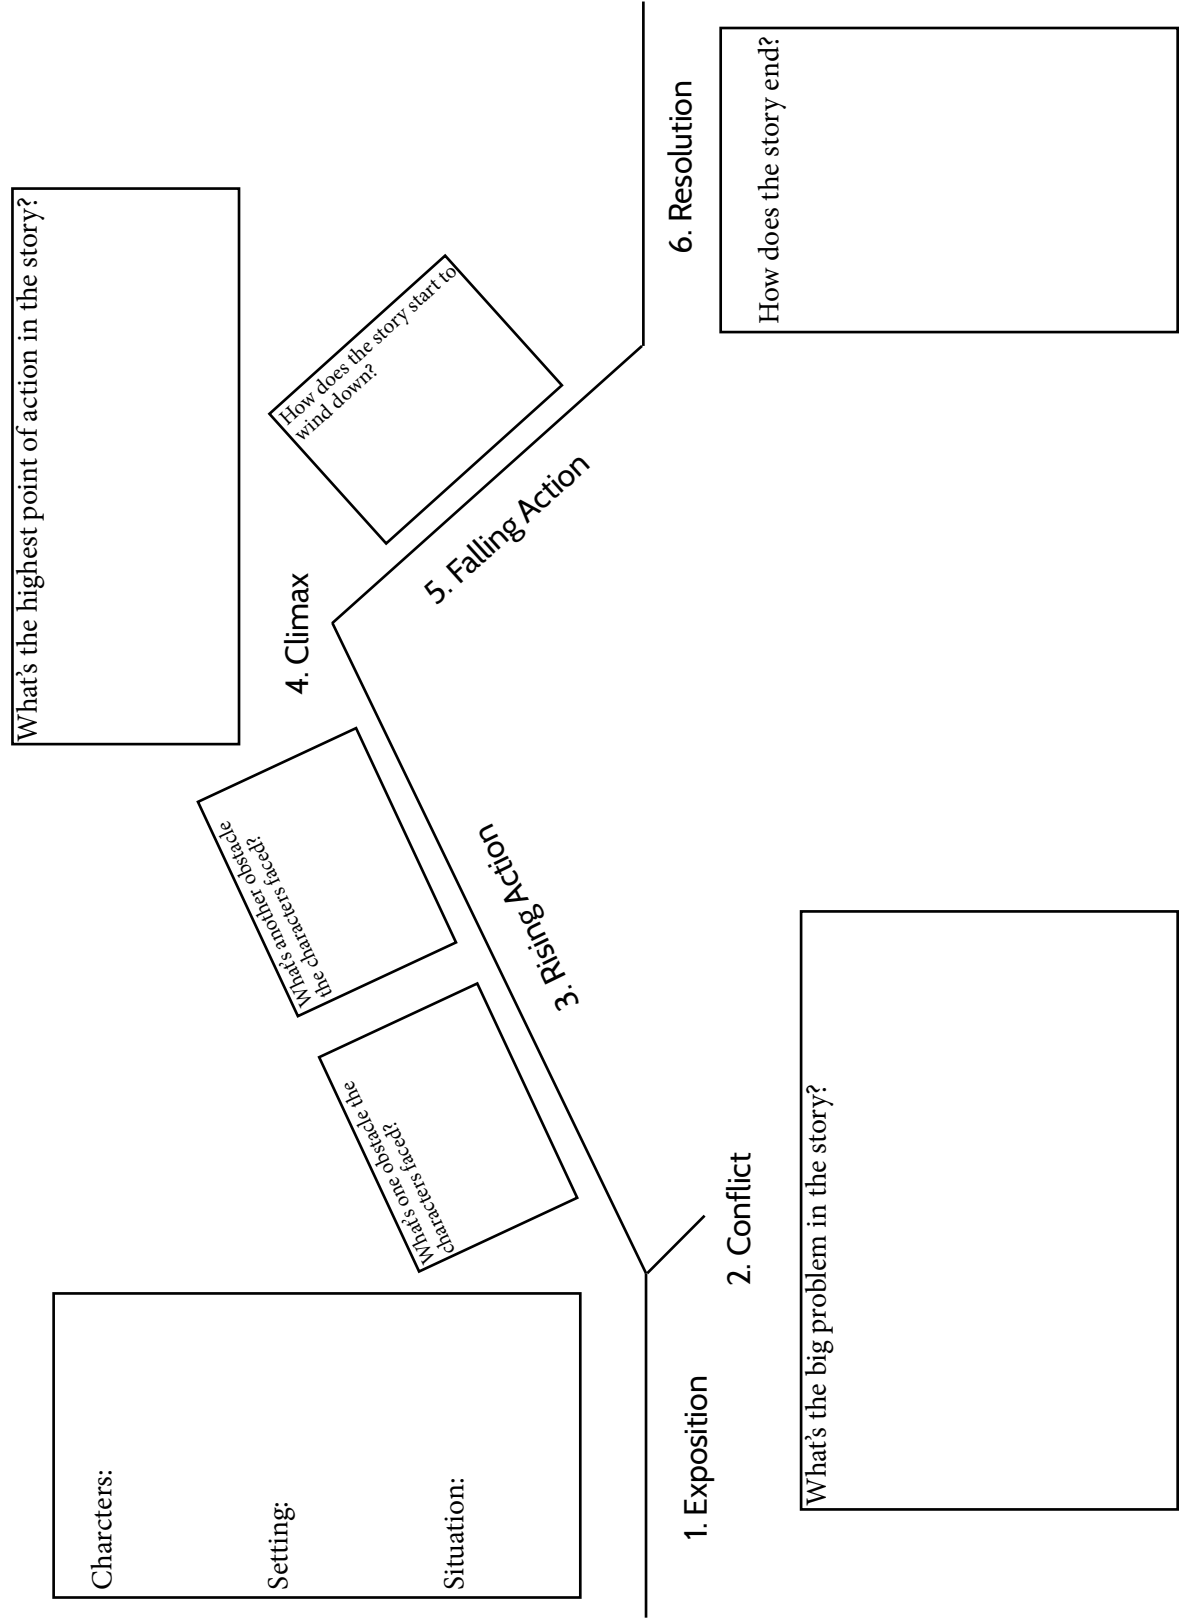 What's the highest point of action in the story?
4. Climax
What's another obstacle
the characters faced?
What's one obstacle the
characters faced?
3. Rising Action
How does the story start to
wind down?
5. Falling Action
Charcters:
Setting:
Situation:
1. Exposition
2. Conflict
What's the big problem in the story?
6. Resolution
How does the story end?